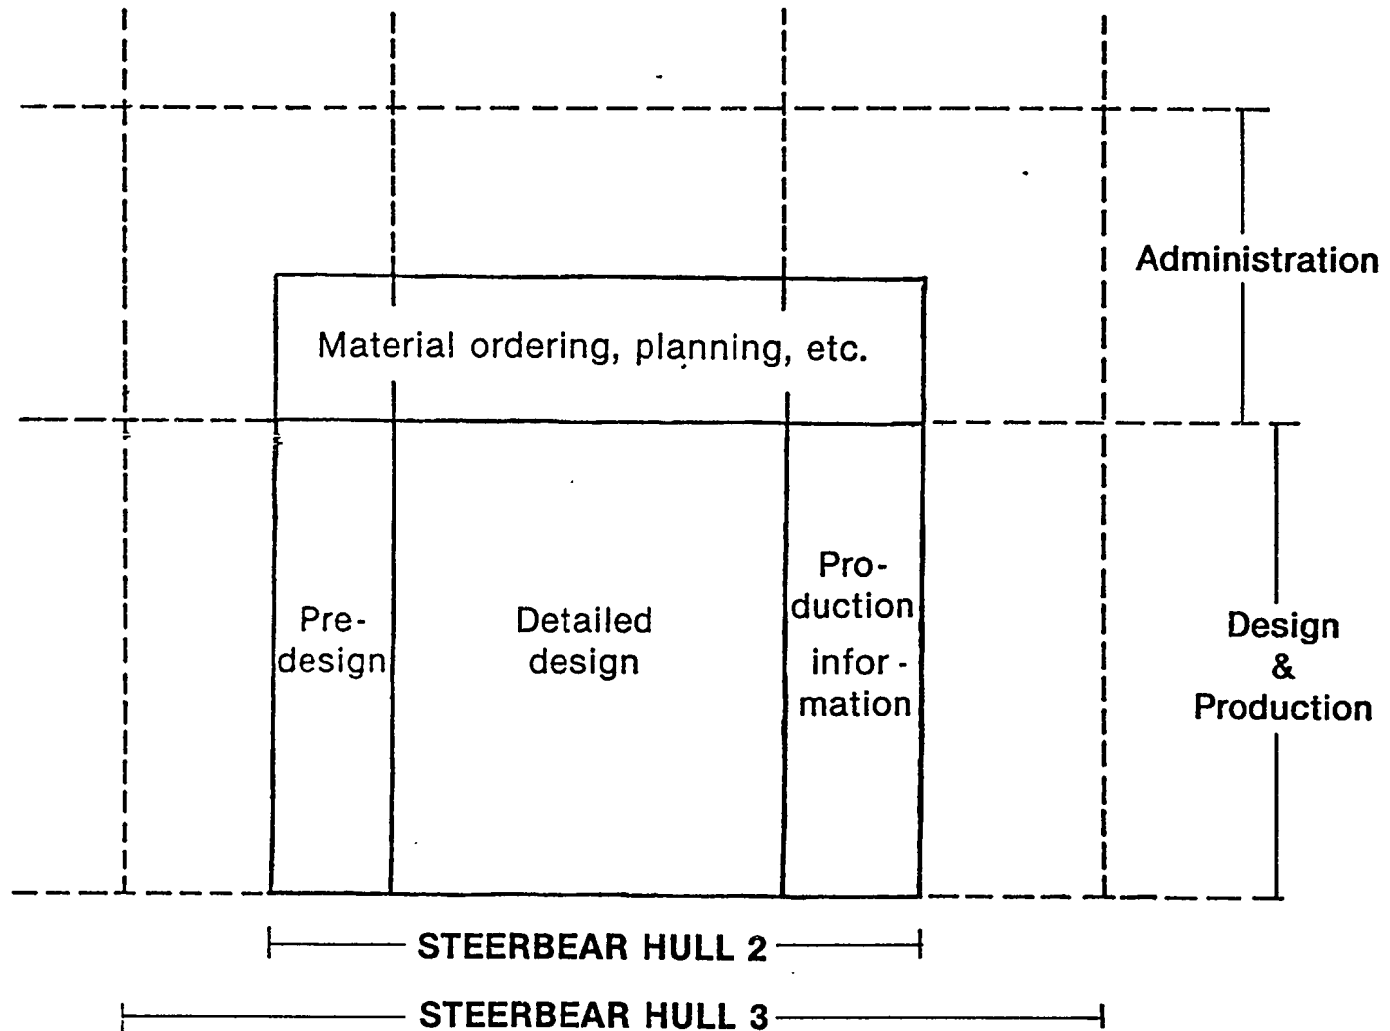 Administration
Material ordering, planning, etc.
Pre-
design
Detailed
design
Pro-
duction
infor-
mation
Design
&
Production
STEERBEAR HULL 2
STEERBEAR HULL 3